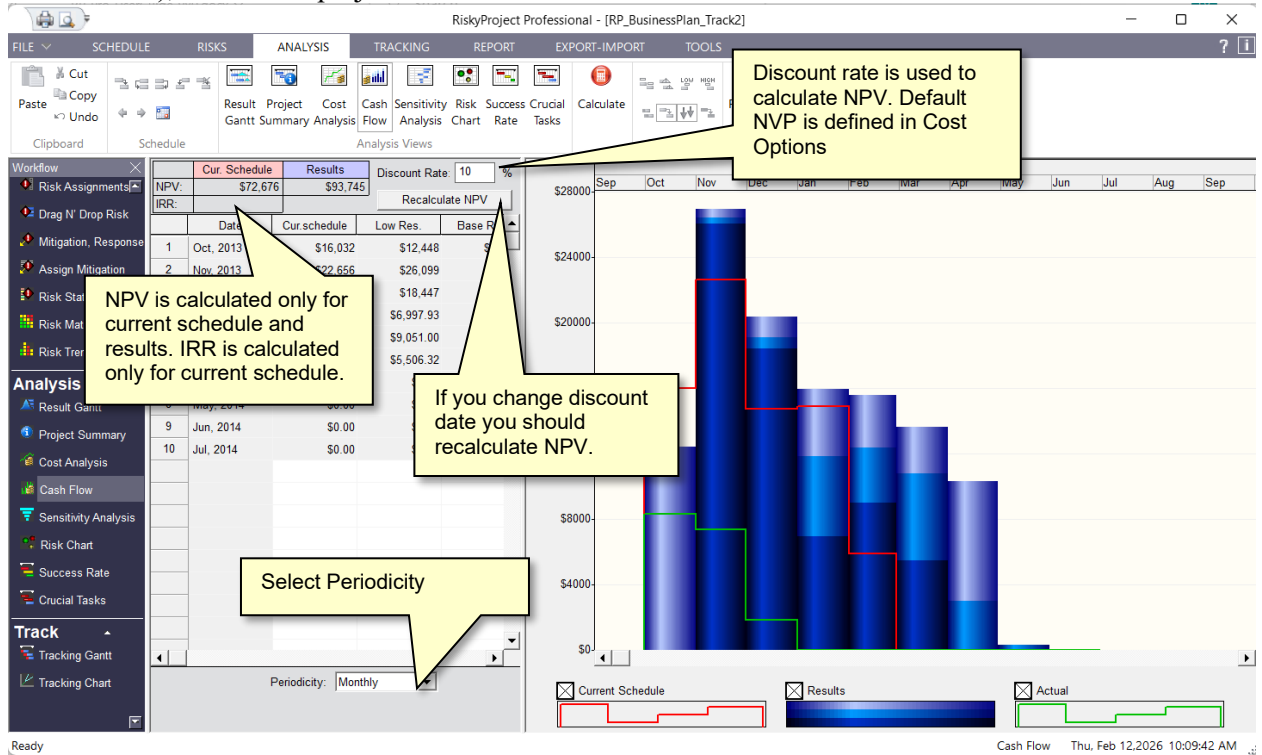 RiskyProject Professional - [RP_BusinessPlan_Track2]
FILE SCHEDULE RISKS ANALYSIS TRACKING REPORT EXPORT-IMPORT TOOLS ?
Cut
Copy
Paste
Undo
Clipboard
Schedule
Result Gantt
Project Summary
Cost Analysis
Cash Flow
Sensitivity Analysis
Risk Chart
Success Rate
Crucial Tasks
Analysis Views
Calculate
LOW HIGH
Discount rate is used to
calculate NPV. Default
NVP is defined in Cost
Options
Workflow
Risk Assignments
Drag N' Drop Risk
Mitigation, Response
Assign Mitigation
Analysis
Result Gantt
Project Summary
Cost Analysis
Cash Flow
Sensitivity Analysis
Risk Chart
Success Rate
Crucial Tasks
Track
Tracking Gantt
Tracking Chart
Cur. Schedule Results
NPV: $72,676 $93,745
IRR:
Discount Rate: 10 %
Recalculate NPV
Date Cur.schedule Low Res. Base
1 Oct, 2013 $16,032 $12,448
2 Nov, 2013 $22,656 $26,099
$18,447
$6,997.93
$9,051.00
$5,506.32
May, 2014 $0.00
9 Jun, 2014 $0.00
10 Jul, 2014 $0.00
NPV is calculated only for
current schedule and
results. IRR is calculated
only for current schedule.
If you change discount
date you should
recalculate NPV.
Select Periodicity
Periodicity: Monthly
Sep Oct Nov Dec Jan Feb Mar Apr May Jun Jul Aug Sep
$28000
$24000
$20000
$8000
$4000
$0
Current Schedule
Results
Actual
Ready
Cash Flow Thu, Feb 12,2026 10:09:42 AM